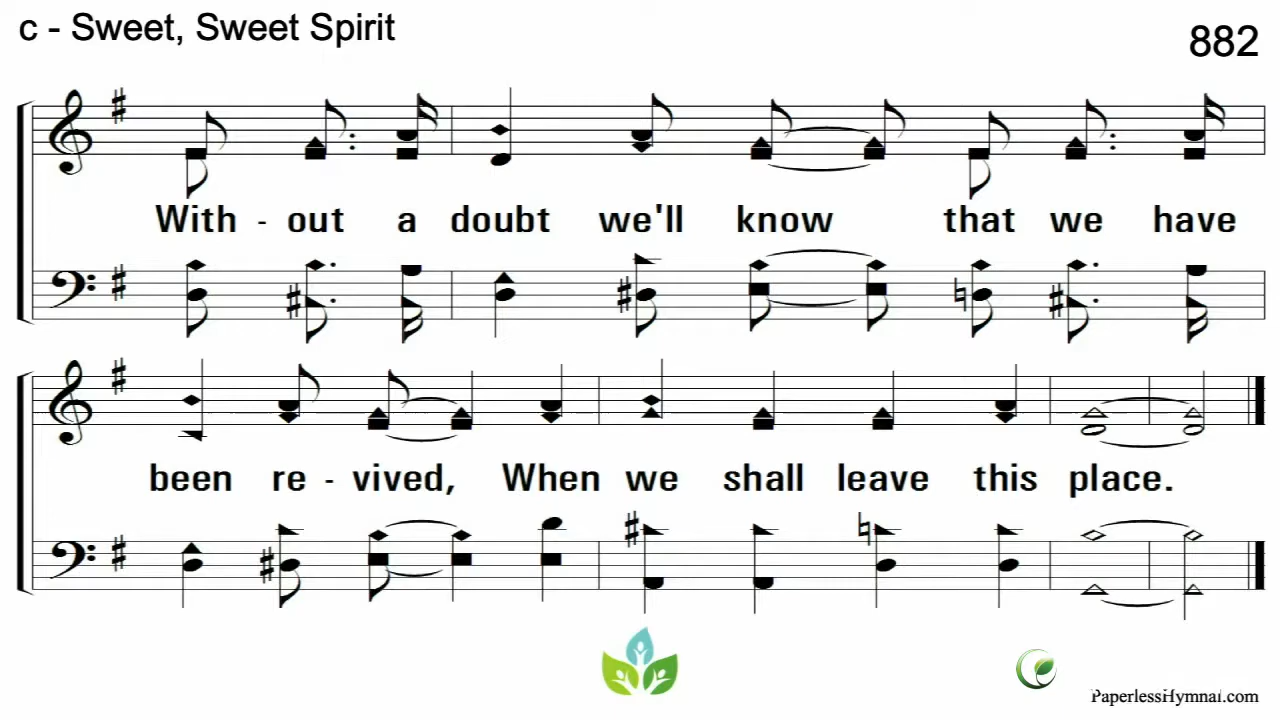 c - Sweet, Sweet Spirit
882
With - out a doubt we'll know that we have
been re - vived, When we shall leave this place.
PaperlessHymnal.com